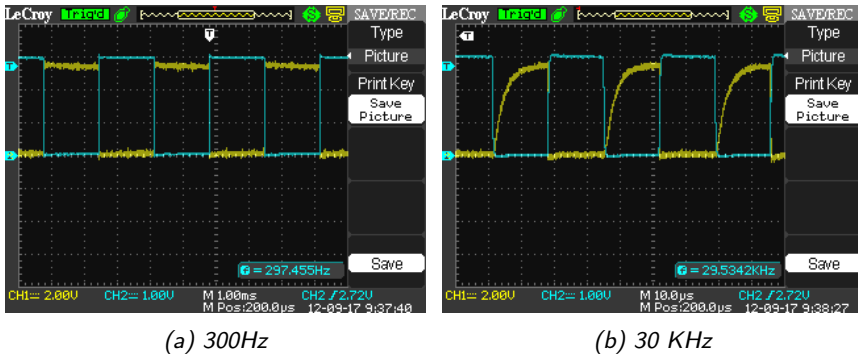 LeCroy Trig'd SAVE/REC
Type
Picture
Print Key
Save
Picture
f = 297.455Hz
Save
CH1 2.00V CH2 1.00V M 1.00ms CH2 2.72V
M Pos:200.0µs 12-09-17 9:37:40
(a) 300Hz
LeCroy Trig'd SAVE/REC
Type
Picture
Print Key
Save
Picture
f = 29.5342KHz
Save
CH1 2.00V CH2 1.00V M 10.0µs CH2 2.72V
M Pos:200.0µs 12-09-17 9:38:27
(b) 30 KHz